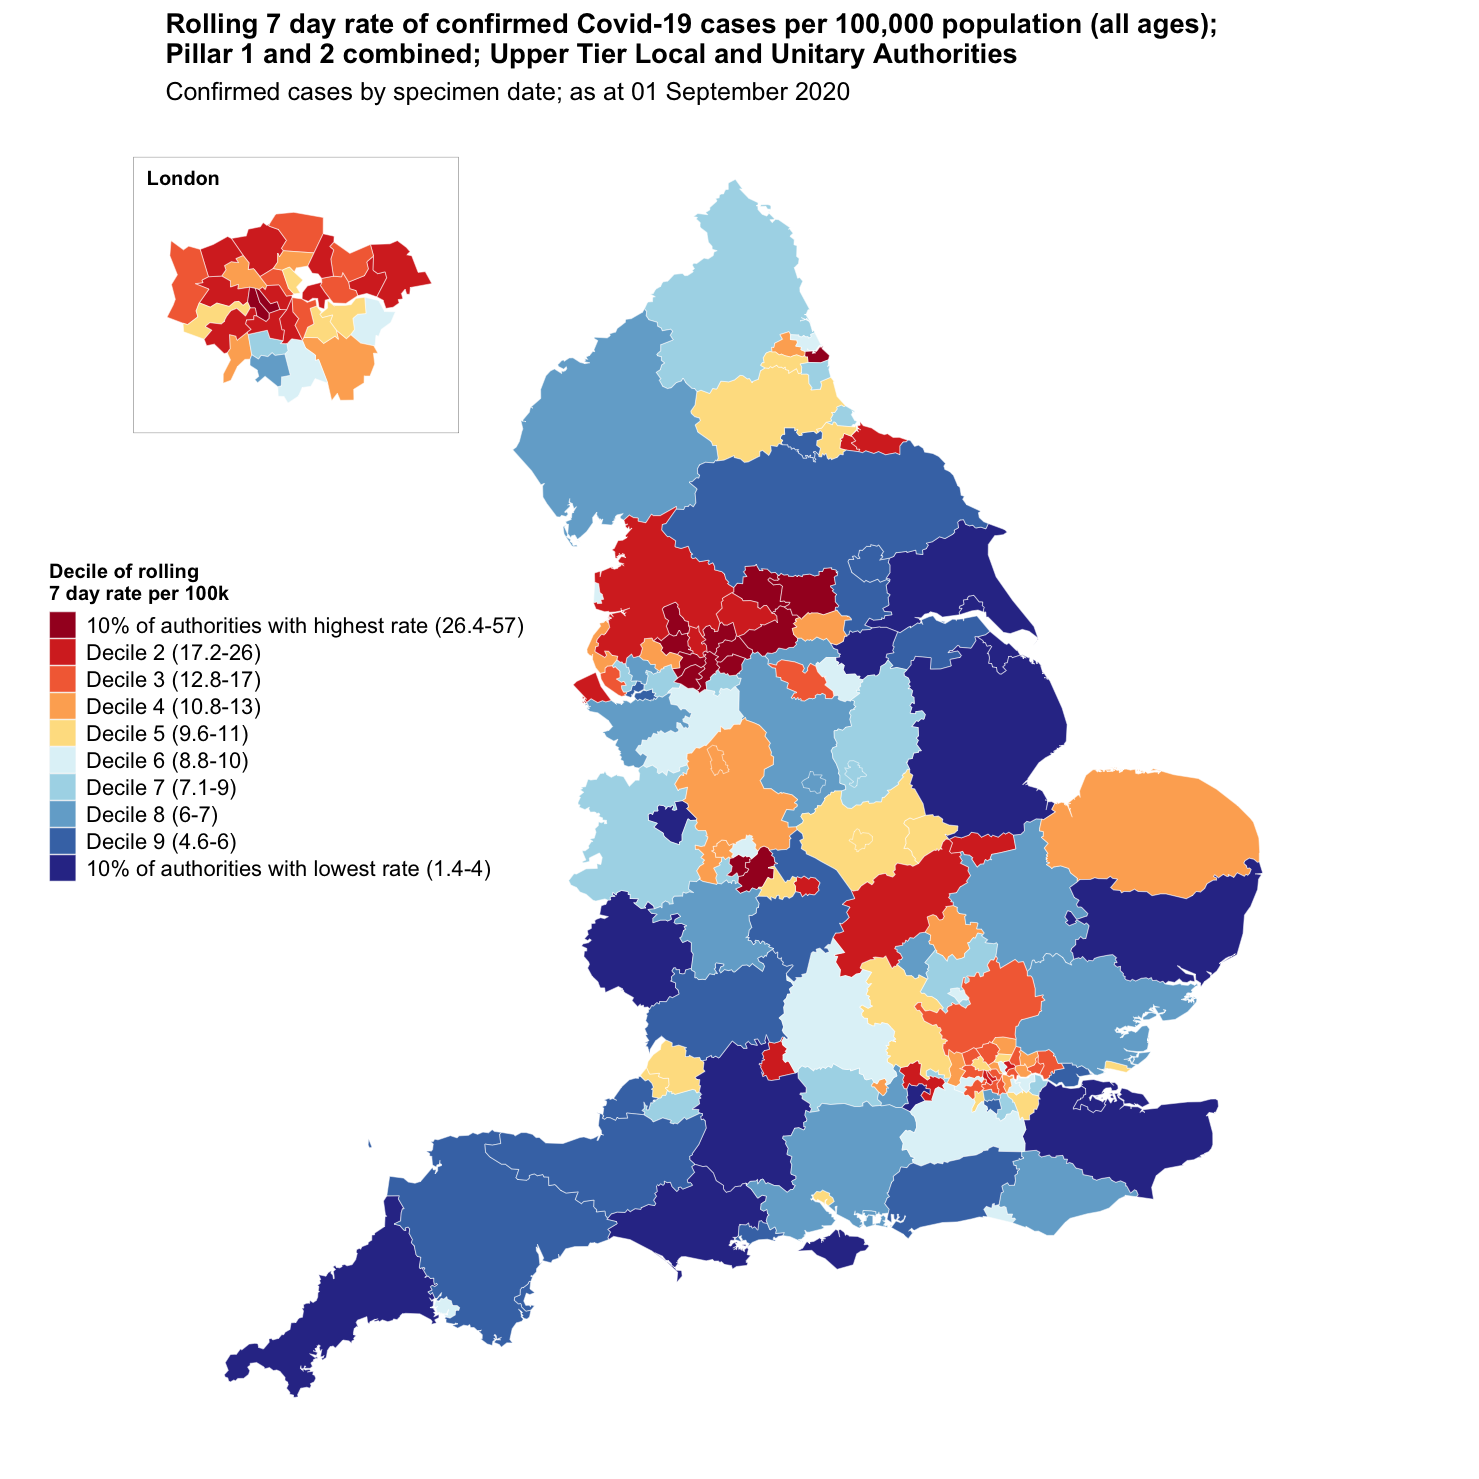 Rolling 7 day rate of confirmed Covid-19 cases per 100,000 population (all ages);
Pillar 1 and 2 combined; Upper Tier Local and Unitary Authorities
Confirmed cases by specimen date; as at 01 September 2020
London
Decile of rolling
7 day rate per 100k
10% of authorities with highest rate (26.4-57)
Decile 2 (17.2-26)
Decile 3 (12.8-17)
Decile 4 (10.8-13)
Decile 5 (9.6-11)
Decile 6 (8.8-10)
Decile 7 (7.1-9)
Decile 8 (6-7)
Decile 9 (4.6-6)
10% of authorities with lowest rate (1.4-4)